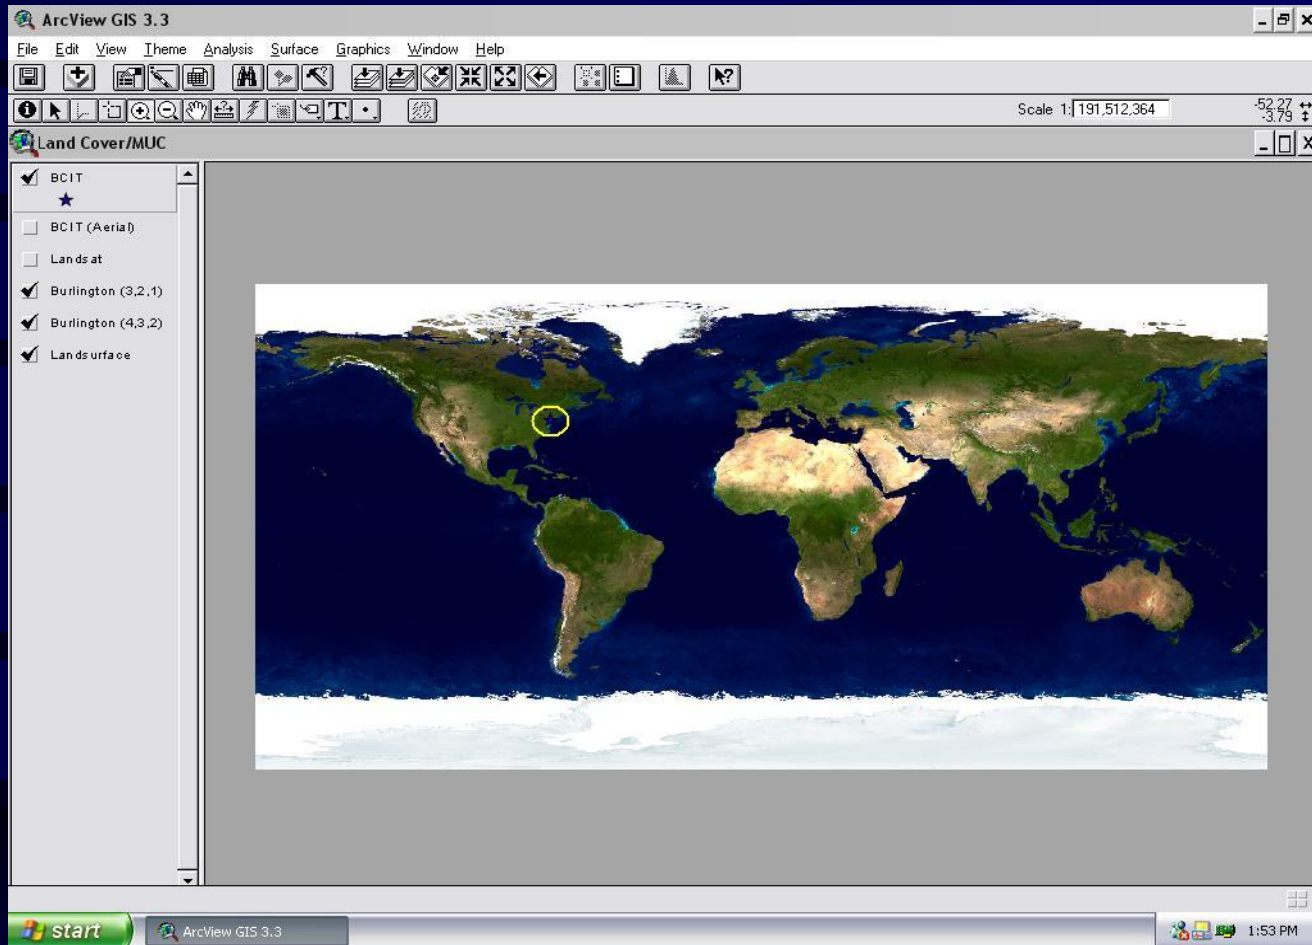 ArcView GIS 3.3
File Edit View Theme Analysis Surface Graphics Window Help
T
Scale 1: 191,512,364
-52.27
-3.79
Land Cover/MUC
BCIT
BCIT (Aerial)
Landsat
Burlington (3,2,1)
Burlington (4,3,2)
Landsurface
start
ArcView GIS 3.3
1:53 PM